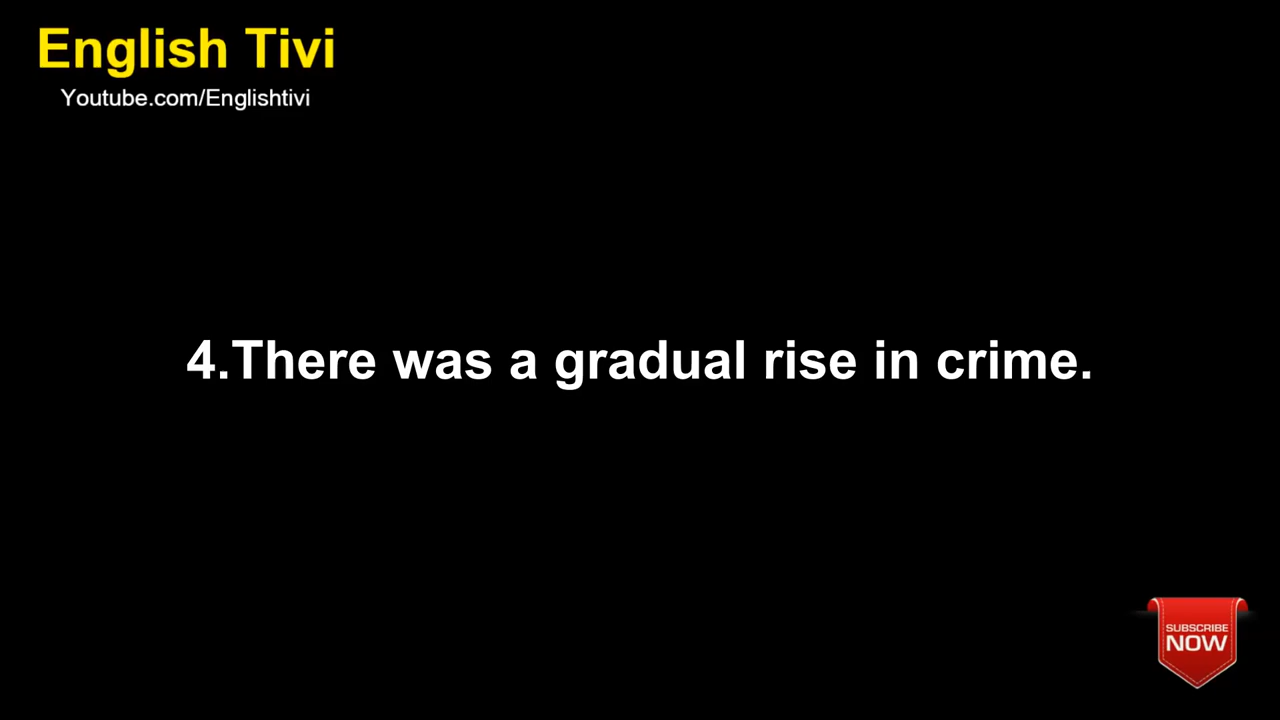 English Tivi
Youtube.com/Englishtivi
4.There was a gradual rise in crime.
SUBSCRIBE
NOW